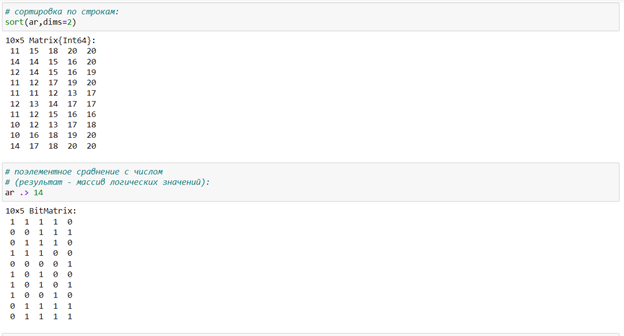 # сортировка по строкам:
sort(ar,dims=2)
10×5 Matrix{Int64}:
11 15 18 20 20
14 14 15 16 20
12 14 15 16 19
11 12 17 19 20
11 11 12 13 17
12 13 14 17 17
11 12 15 16 16
10 12 13 17 18
10 16 18 19 20
14 17 18 20 20
# поэлементное сравнение с числом
# (результат - массив логических значений):
ar .> 14
10×5 BitMatrix:
1 1 1 1 0
0 0 1 1 1
0 1 1 1 0
1 1 1 0 0
0 0 0 0 1
1 0 1 0 0
1 0 1 0 1
1 0 0 1 0
0 1 1 1 1
0 1 1 1 1